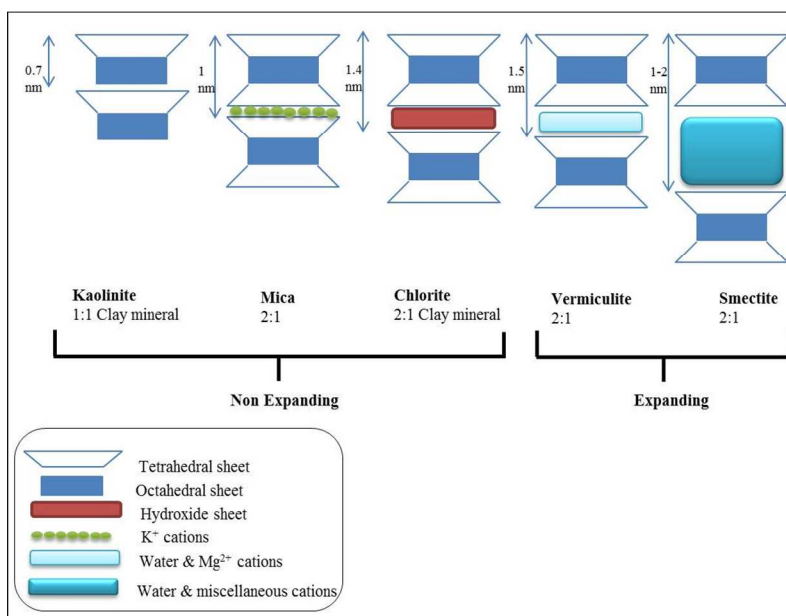 0.7
nm
1
nm
1.4
nm
1.5
nm
1-2
nm
Kaolinite
1:1 Clay mineral
Mica
2:1
Chlorite
2:1 Clay mineral
Vermiculite
2:1
Smectite
2:1
Non Expanding
Expanding
Tetrahedral sheet
Octahedral sheet
Hydroxide sheet
K⁺ cations
Water & Mg²⁺ cations
Water & miscellaneous cations